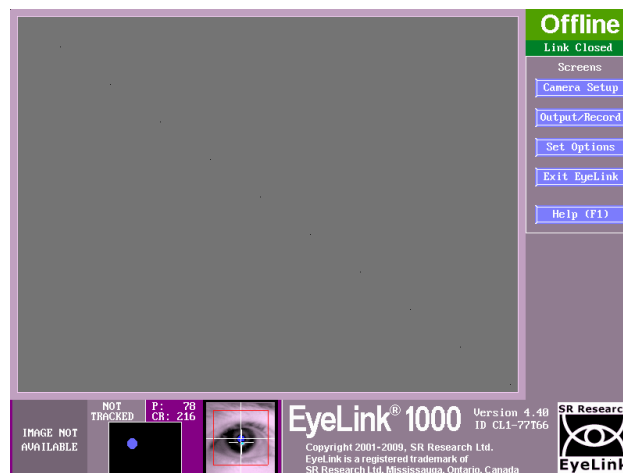 Offline
Link Closed
Screens
Camera Setup
Output/Record
Set Options
Exit EyeLink
Help (F1)
IMAGE NOT
AVAILABLE
NOT
TRACKED
P: 78
CR: 216
EyeLink® 1000
Version 4.40
ID CL1-77T66
Copyright 2001-2009, SR Research Ltd.
EyeLink is a registered trademark of
SR Research Ltd. Mississauga, Ontario, Canada
SR Researc
EyeLink